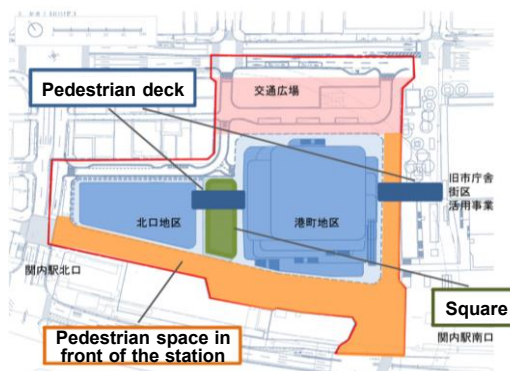 Pedestrian deck
交通広場
旧市庁舎
街区
活用事業
北口地区
港町地区
関内駅北口
Square
関内駅南口
Pedestrian space in
front of the station